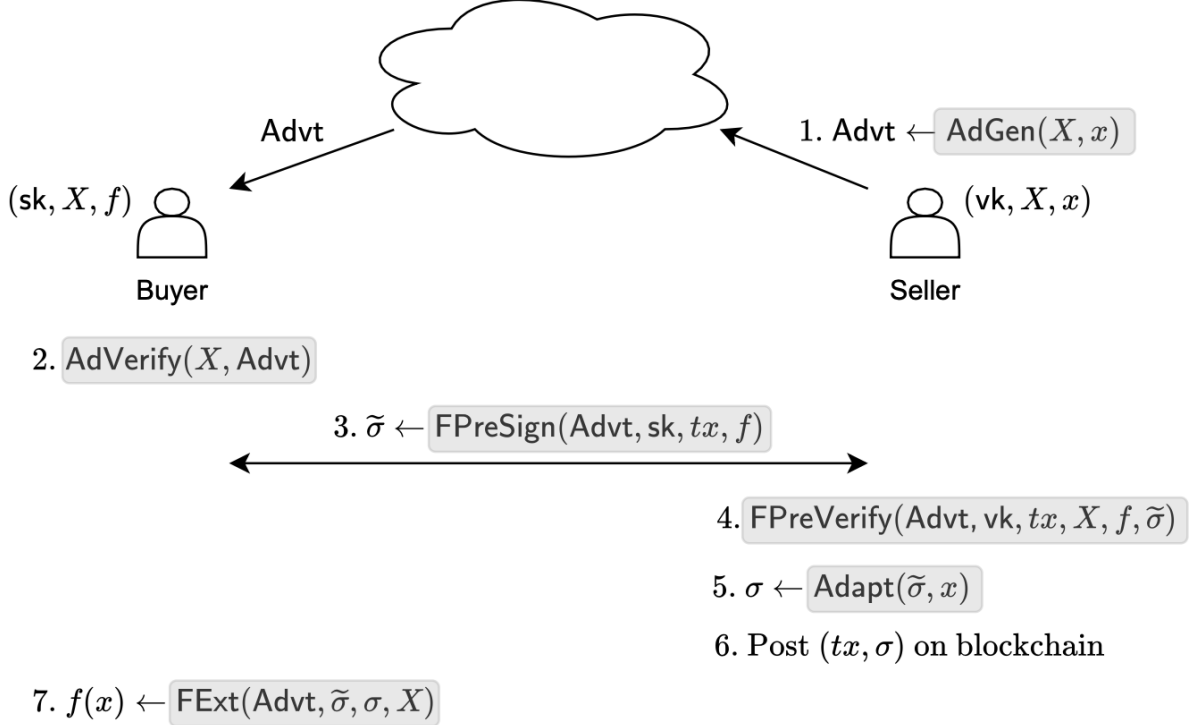 Advt
1. Advt ← AdGen(X, x)
(sk, X, f)
(vk, X, x)
Buyer
Seller
2. AdVerify(X, Advt)
3. σ̃ ← FPreSign(Advt, sk, tx, f)
4. FPreVerify(Advt, vk, tx, X, f, σ̃)
5. σ ← Adapt(σ̃, x)
6. Post (tx, σ) on blockchain
7. f(x) ← FExt(Advt, σ̃, σ, X)